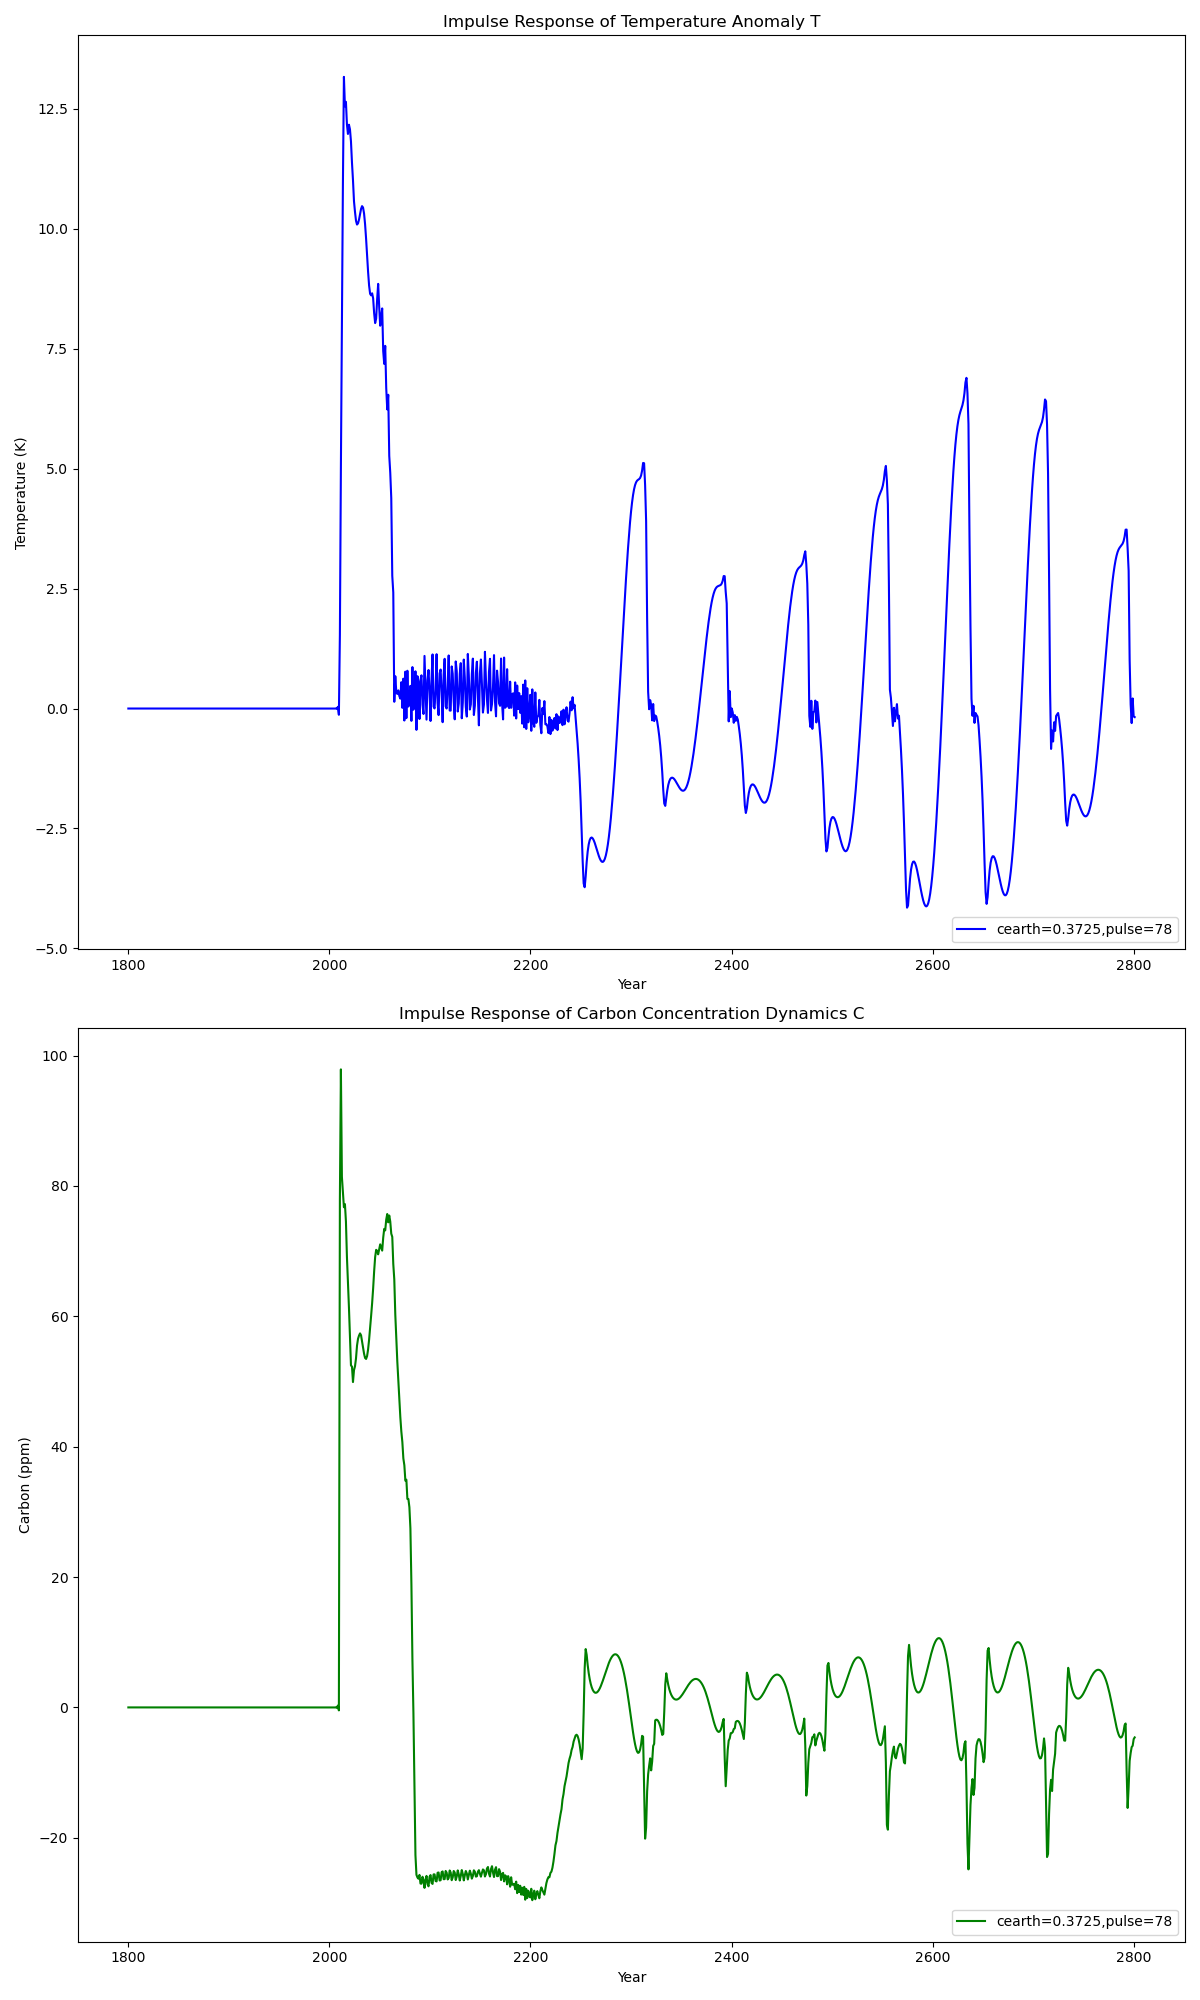 Impulse Response of Temperature Anomaly T
12.5
10.0
7.5
5.0
2.5
0.0
−2.5
−5.0
Temperature (K)
cearth=0.3725,pulse=78
1800 2000 2200 2400 2600 2800
Year
Impulse Response of Carbon Concentration Dynamics C
100
80
60
40
20
0
−20
Carbon (ppm)
cearth=0.3725,pulse=78
1800 2000 2200 2400 2600 2800
Year